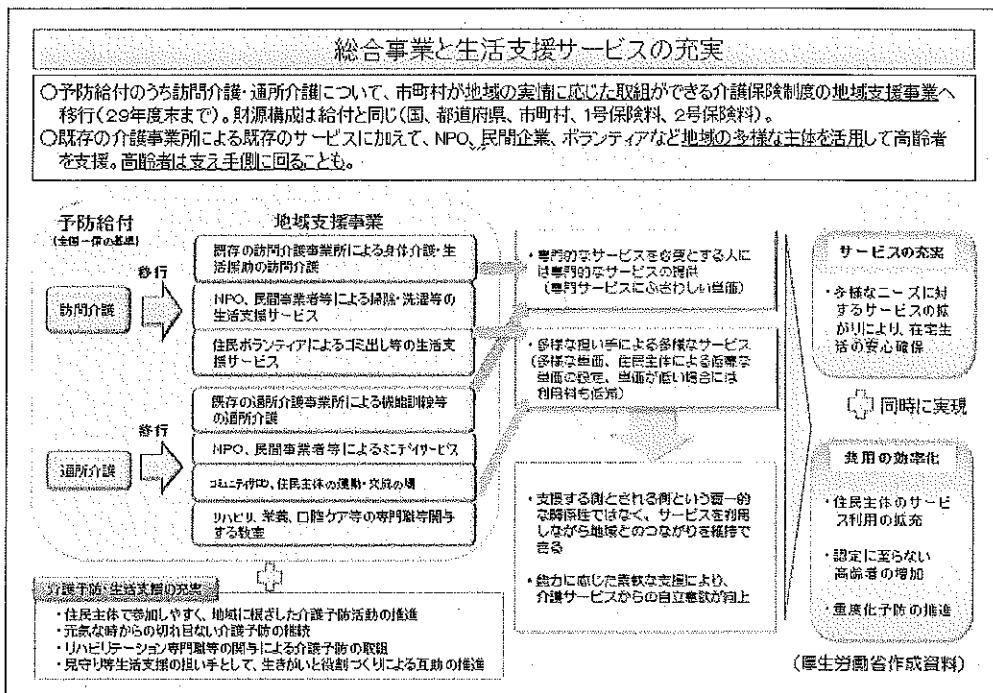 総合事業と生活支援サービスの充実
○予防給付のうち訪問介護・通所介護について、市町村が地域の実情に応じた取組ができる介護保険制度の地域支援事業へ
移行(29年度末まで)。財源構成は給付と同じ(国、都道府県、市町村、1号保険料、2号保険料)。
○既存の介護事業所による既存のサービスに加えて、NPO、民間企業、ボランティアなど地域の多様な主体を活用して高齢者
を支援。高齢者は支え手側に回ることも。
予防給付
(全国一律の基準)
地域支援事業
移行
訪問介護
既存の訪問介護事業所による身体介護・生
活援助の訪問介護
NPO、民間事業者等による掃除・洗濯等の
生活支援サービス
住民ボランティアによるゴミ出し等の生活支
援サービス
移行
通所介護
既存の通所介護事業所による機能訓練等
の通所介護
NPO、民間事業者等によるミニデイサービス
コミュニティサロン、住民主体の運動・交流の場
リハビリ、栄養、口腔ケア等の専門職等関与
する教室
・専門的なサービスを必要とする人に
は専門的なサービスの提供
(専門サービスにふさわしい単価)
・多様な担い手による多様なサービス
(多様な単価、住民主体による低廉な
単価の設定、単価が低い場合には
利用料も低減)
・支援する側とされる側という画一的
な関係性ではなく、サービスを利用
しながら地域とのつながりを維持で
きる
・能力に応じた柔軟な支援により、
介護サービスからの自立意欲が向上
サービスの充実
・多様なニーズに対
するサービスの拡
がりにより、在宅生
活の安心確保
同時に実現
費用の効率化
・住民主体のサービ
ス利用の拡充
・認定に至らない
高齢者の増加
・重度化予防の推進
介護予防・生活支援の充実
・住民主体で参加しやすく、地域に根ざした介護予防活動の推進
・元気な時からの切れ目ない介護予防の継続
・リハビリテーション専門職等の関与による介護予防の取組
・見守り等生活支援の担い手として、生きがいと役割づくりによる互助の推進
(厚生労働省作成資料)